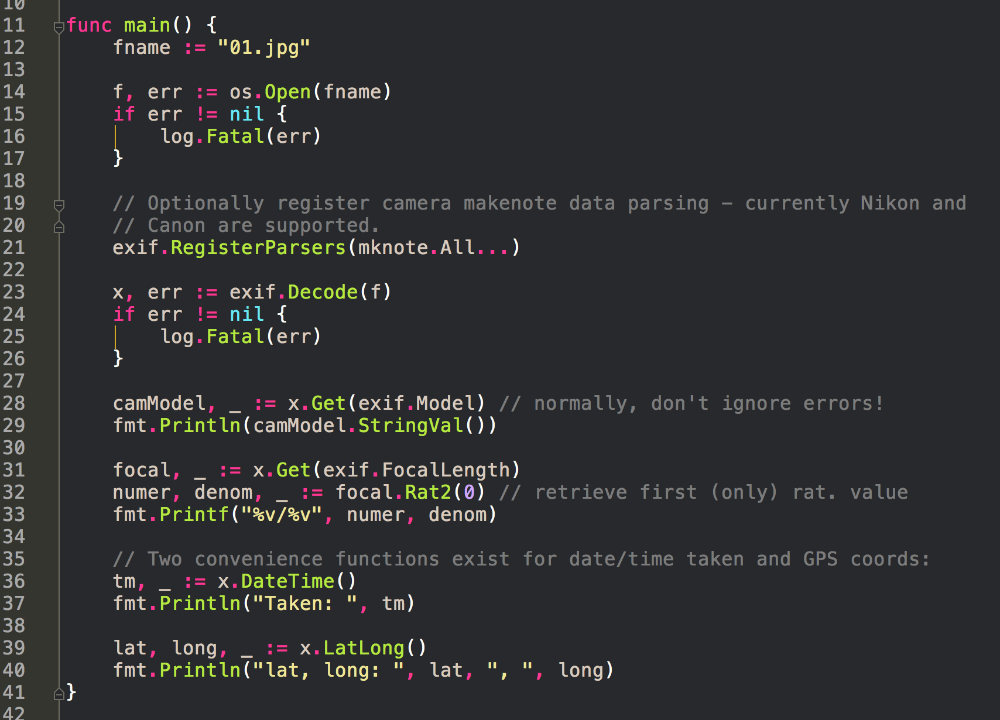 10
11 func main() {
12     fname := "01.jpg"
13
14     f, err := os.Open(fname)
15     if err != nil {
16         log.Fatal(err)
17     }
18
19     // Optionally register camera makenote data parsing – currently Nikon and
20     // Canon are supported.
21     exif.RegisterParsers(mknote.All...)
22
23     x, err := exif.Decode(f)
24     if err != nil {
25         log.Fatal(err)
26     }
27
28     camModel, _ := x.Get(exif.Model) // normally, don't ignore errors!
29     fmt.Println(camModel.StringVal())
30
31     focal, _ := x.Get(exif.FocalLength)
32     numer, denom, _ := focal.Rat2(0) // retrieve first (only) rat. value
33     fmt.Printf("%v/%v", numer, denom)
34
35     // Two convenience functions exist for date/time taken and GPS coords:
36     tm, _ := x.DateTime()
37     fmt.Println("Taken: ", tm)
38
39     lat, long, _ := x.LatLong()
40     fmt.Println("lat, long: ", lat, ", ", long)
41 }
42